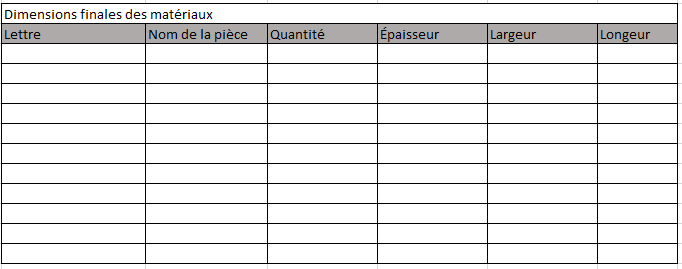 Dimensions finales des matériaux
Lettre Nom de la pièce Quantité Épaisseur Largeur Longeur